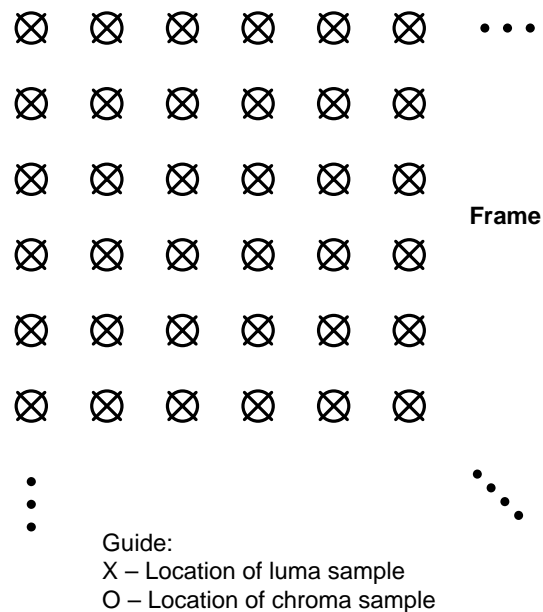 Frame
Guide:
X – Location of luma sample
O – Location of chroma sample